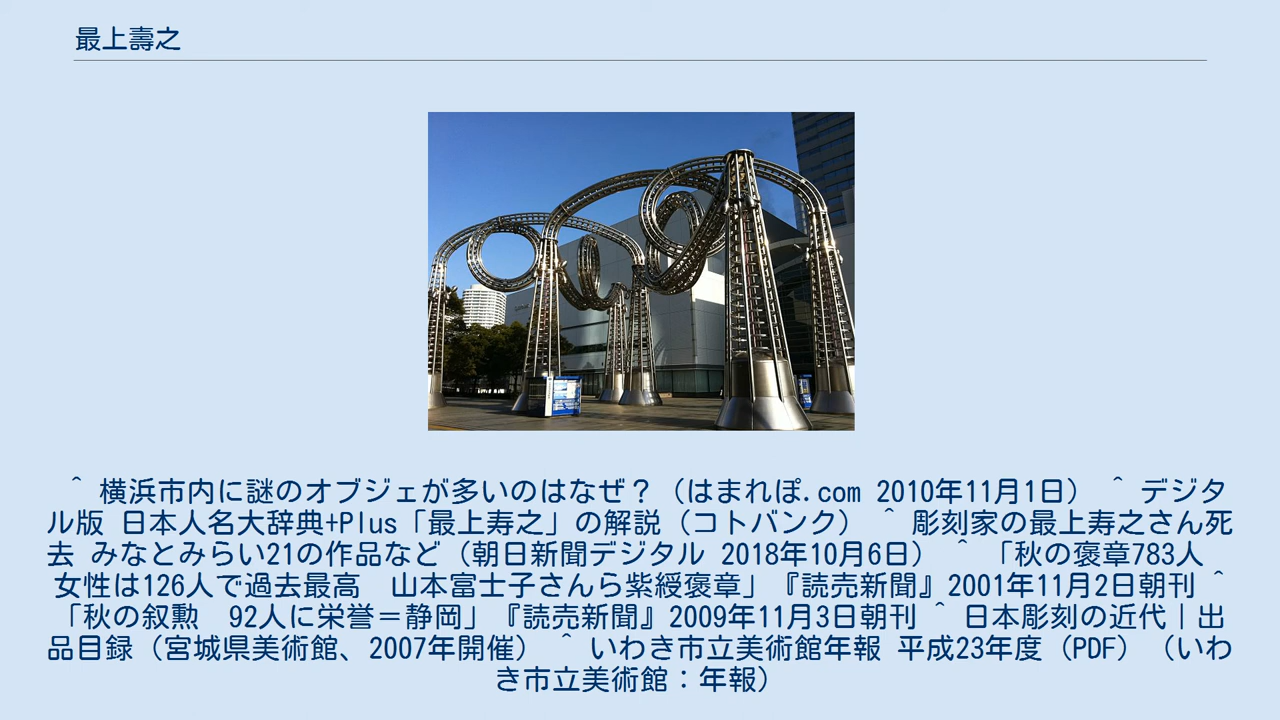 最上壽之
^ 横浜市内に謎のオブジェが多いのはなぜ？（はまれぽ.com 2010年11月1日） ^ デジタ
ル版 日本人名大辞典+Plus「最上寿之」の解説（コトバンク） ^ 彫刻家の最上寿之さん死
去 みなとみらい21の作品など（朝日新聞デジタル 2018年10月6日） ^ 「秋の褒章783人
女性は126人で過去最高　山本富士子さんら紫綬褒章」『読売新聞』2001年11月2日朝刊 ^
「秋の叙勲　92人に栄誉＝静岡」『読売新聞』2009年11月3日朝刊 ^ 日本彫刻の近代｜出
品目録（宮城県美術館、2007年開催） ^ いわき市立美術館年報 平成23年度（PDF）（いわ
き市立美術館：年報）